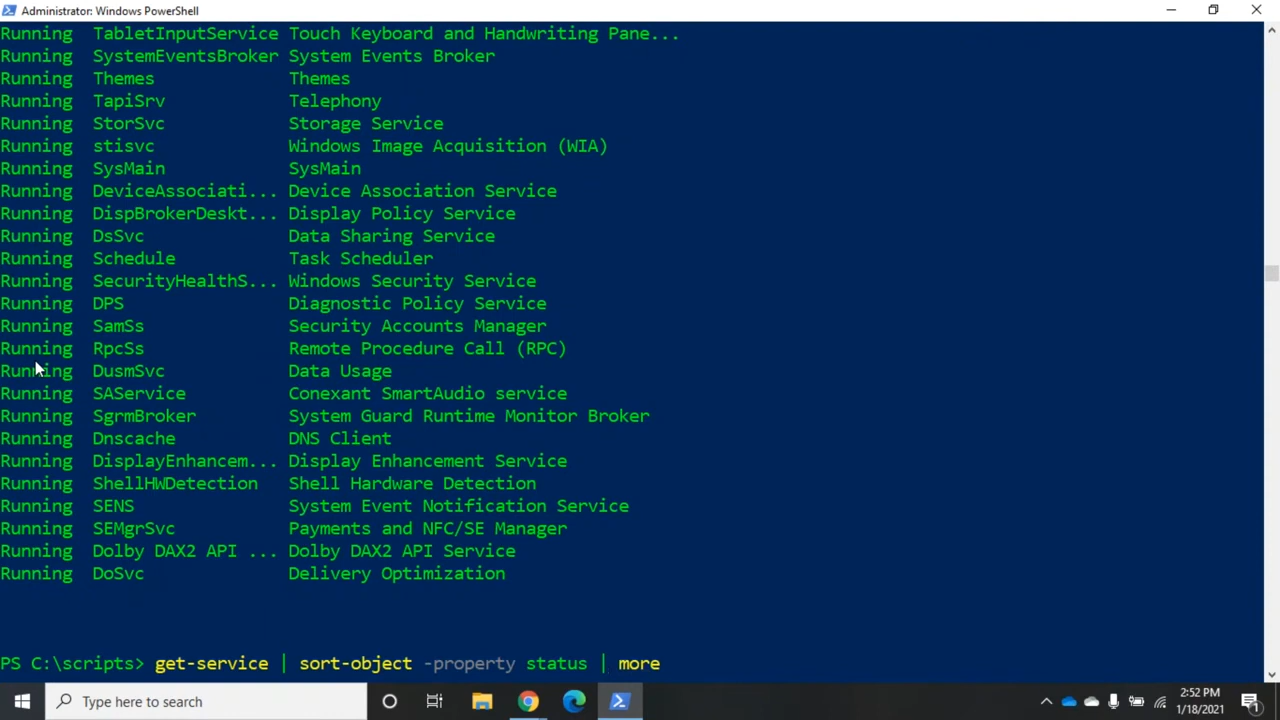 Administrator: Windows PowerShell
Running TabletInputService Touch Keyboard and Handwriting Pane...
Running SystemEventsBroker System Events Broker
Running Themes Themes
Running TapiSrv Telephony
Running StorSvc Storage Service
Running stisvc Windows Image Acquisition (WIA)
Running SysMain SysMain
Running DeviceAssociati... Device Association Service
Running DispBrokerDeskt... Display Policy Service
Running DsSvc Data Sharing Service
Running Schedule Task Scheduler
Running SecurityHealthS... Windows Security Service
Running DPS Diagnostic Policy Service
Running SamSs Security Accounts Manager
Running RpcSs Remote Procedure Call (RPC)
Running DusmSvc Data Usage
Running SAService Conexant SmartAudio service
Running SgrmBroker System Guard Runtime Monitor Broker
Running Dnscache DNS Client
Running DisplayEnhancem... Display Enhancement Service
Running ShellHWDetection Shell Hardware Detection
Running SENS System Event Notification Service
Running SEMgrSvc Payments and NFC/SE Manager
Running Dolby DAX2 API ... Dolby DAX2 API Service
Running DoSvc Delivery Optimization
PS C:\scripts> get-service | sort-object -property status | more
Type here to search
2:52 PM
1/18/2021
1